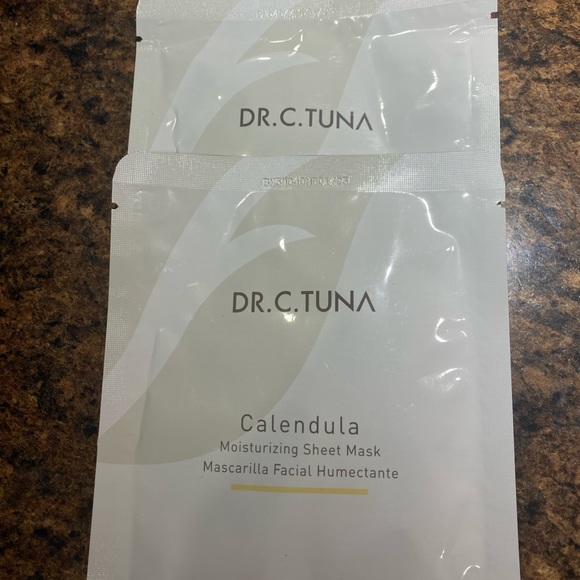 DR.C.TUNA
DR.C.TUNA
Calendula
Moisturizing Sheet Mask
Mascarilla Facial Humectante